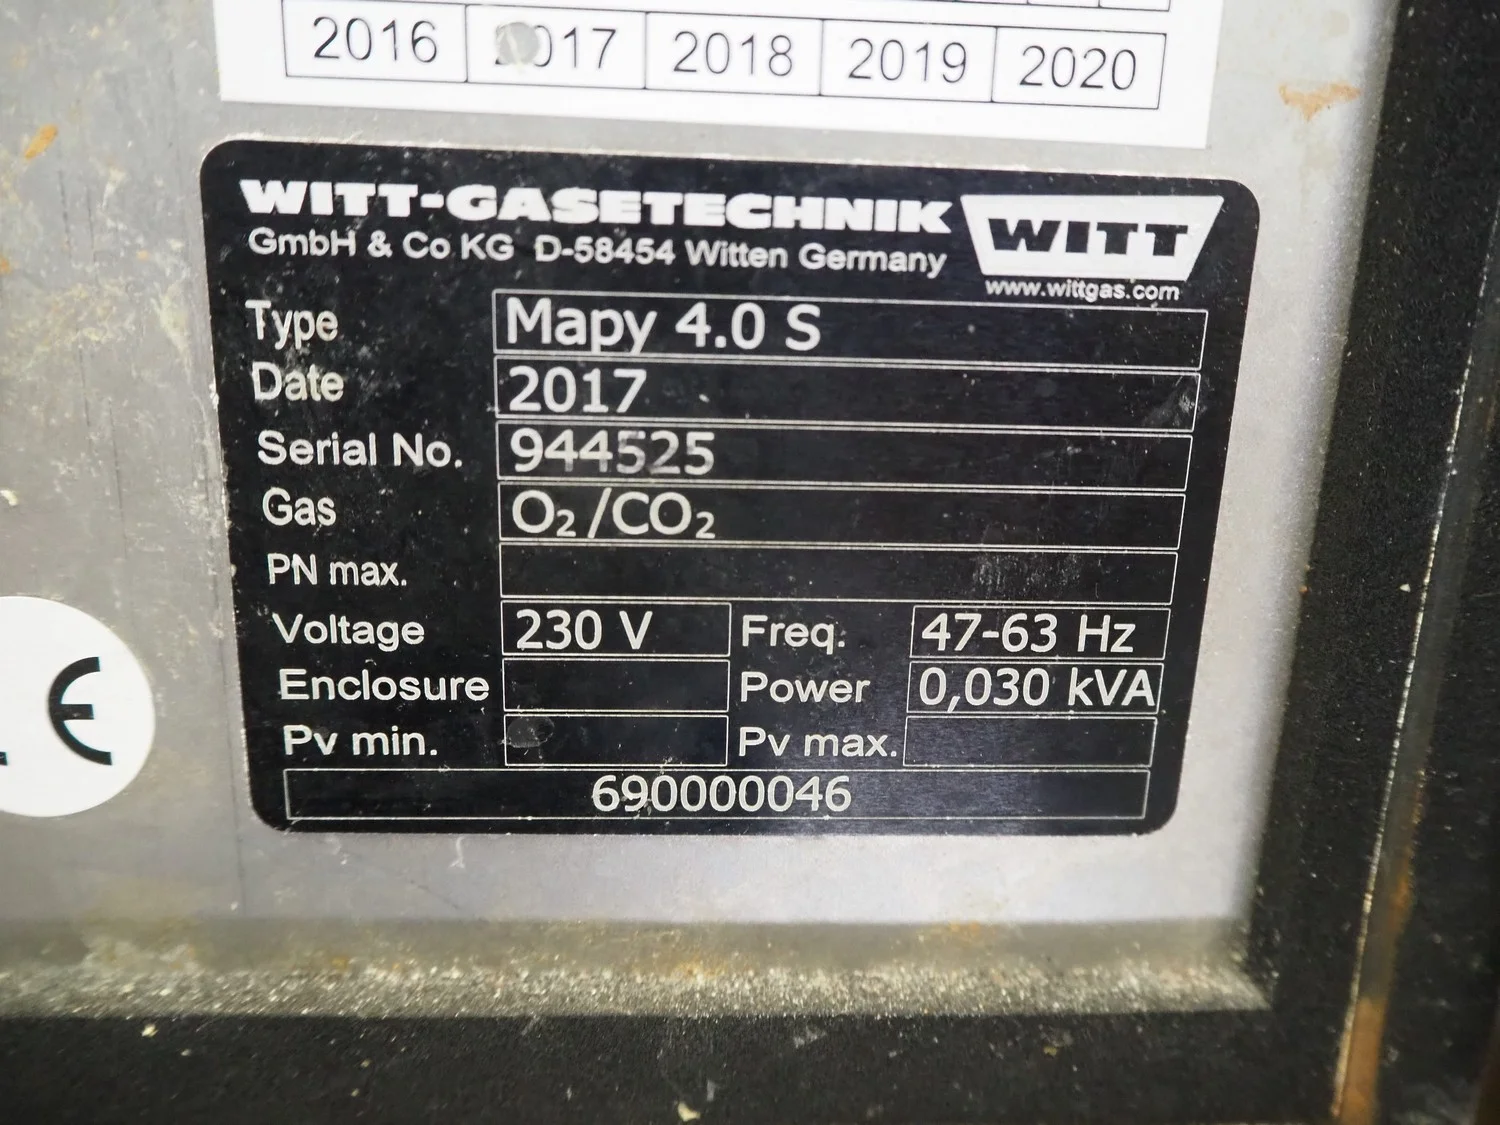 2016 2017 2018 2019 2020
WITT-GASETECHNIK WITT
GmbH & Co KG D-58454 Witten Germany
www.wittgas.com
Type Mapy 4.0 S
Date 2017
Serial No. 944525
Gas O₂/CO₂
PN max.
Voltage 230 V Freq. 47-63 Hz
Enclosure Power 0,030 kVA
Pv min. Pv max.
690000046
CE